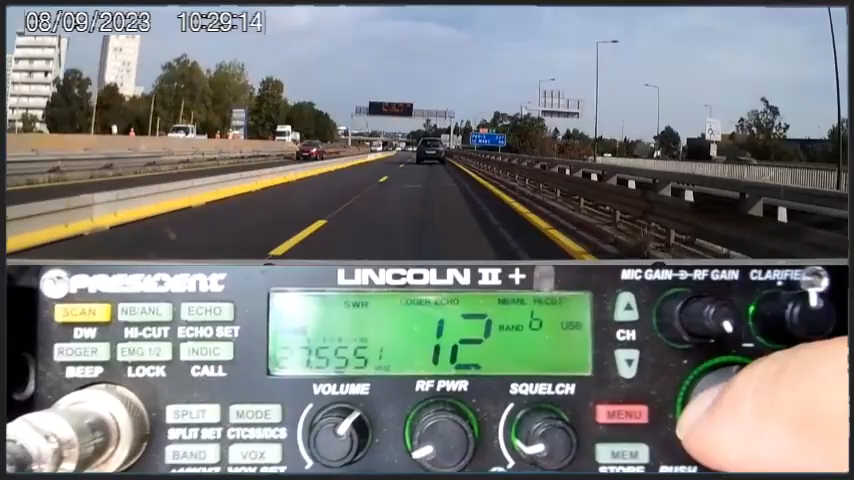 08/09/2023 10:29:14
PRESIDENT
LINCOLN II +
MIC GAIN RF GAIN CLARIFIER
SCAN NB/ANL ECHO
DW HI-CUT ECHO SET
ROGER EMG 1/2 INDIC
BEEP LOCK CALL
SWR ROGER ECHO NB/ANL HI-CUT
12 BAND b USB
27.555
CH
VOLUME RF PWR SQUELCH
SPLIT MODE
SPLIT SET CTCSS/DCS
BAND VOX
MENU
MEM
STORE PUSH
VOX SET